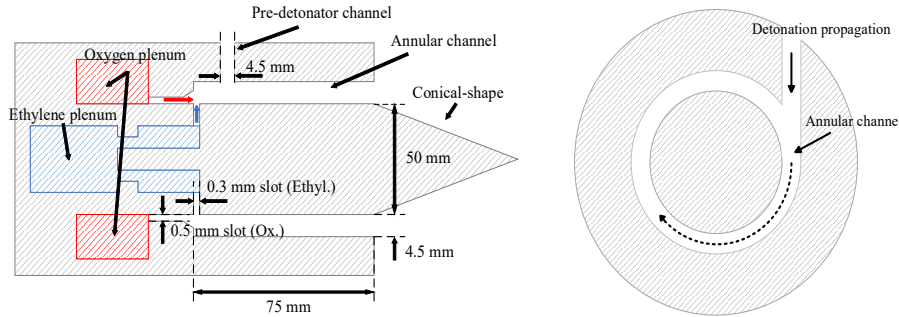 Pre-detonator channel
Oxygen plenum
Annular channel
4.5 mm
Conical-shape
Ethylene plenum
50 mm
0.3 mm slot (Ethyl.)
0.5 mm slot (Ox.)
4.5 mm
75 mm
Detonation propagation
Annular channe